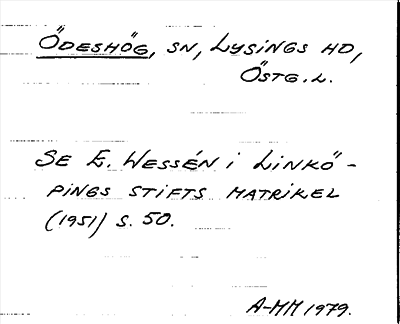 ÖDESHÖG, SN, LYSINGS HD,
ÖSTG.L.
SE E. WESSÉN i LINKÖ-
PINGS STIFTS MATRIKEL
(1951) S. 50.
A-MM 1979.